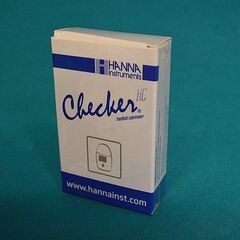 HANNA
instruments
Checker HC
handheld colorimeter
www.hannainst.com